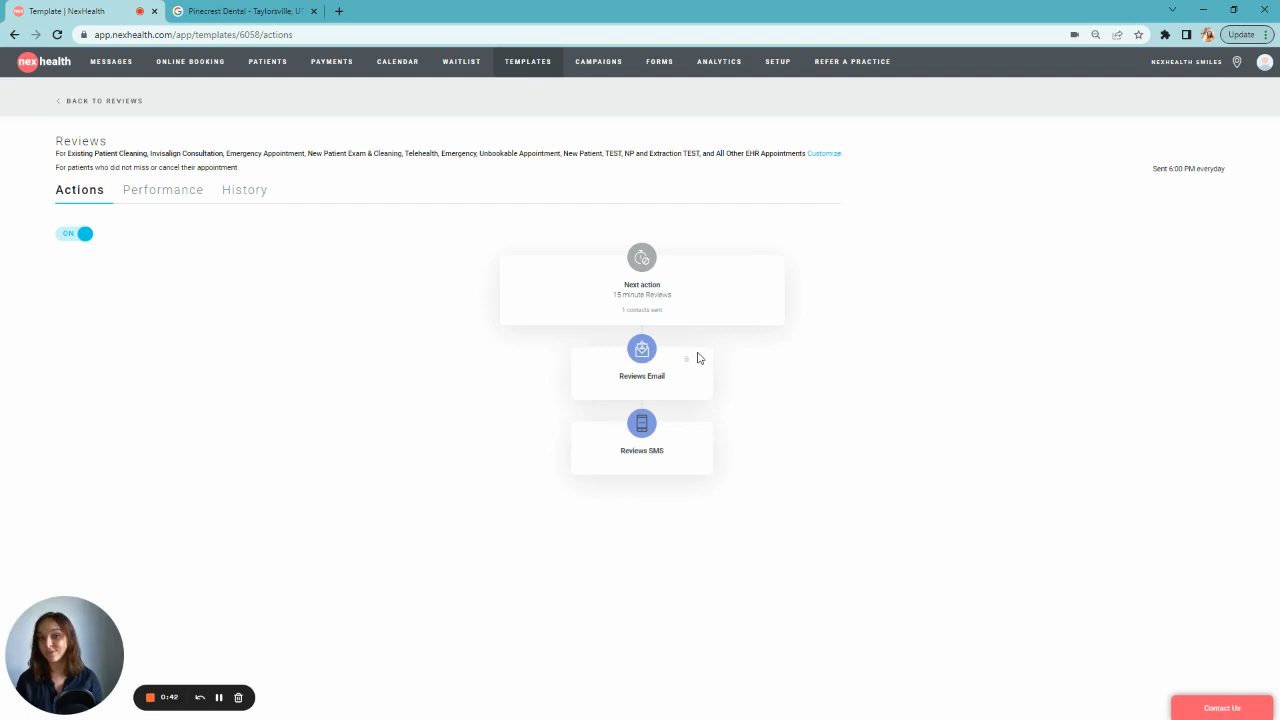 Template | NexHealth
Pinecrest Dental - Taylorsville, UT
app.nexhealth.com/app/templates/6058/actions
Update
nexhealth
MESSAGES
ONLINE BOOKING
PATIENTS
PAYMENTS
CALENDAR
WAITLIST
TEMPLATES
CAMPAIGNS
FORMS
ANALYTICS
SETUP
REFER A PRACTICE
NEXHEALTH SMILES
BACK TO REVIEWS
Reviews
For Existing Patient Cleaning, Invisalign Consultation, Emergency Appointment, New Patient Exam & Cleaning, Telehealth, Emergency, Unbookable Appointment, New Patient, TEST, NP and Extraction TEST, and All Other EHR Appointments Customize
For patients who did not miss or cancel their appointment
Sent 6:00 PM everyday
Actions
Performance
History
ON
Next action
15 minute Reviews
1 contacts sent
Reviews Email
Reviews SMS
0:42
Contact Us